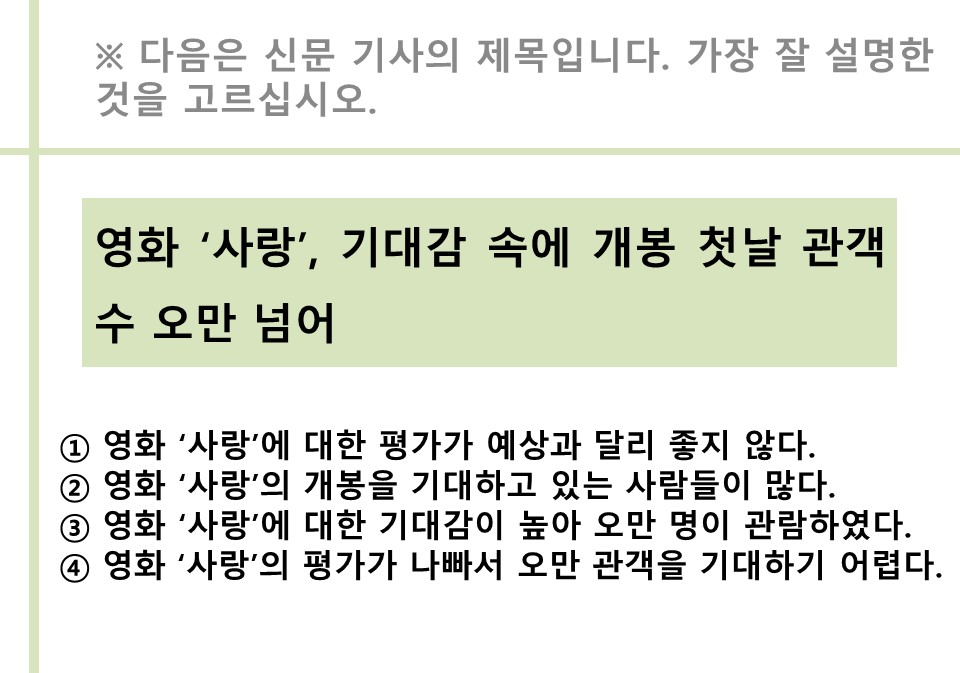 ※ 다음은 신문 기사의 제목입니다. 가장 잘 설명한
것을 고르십시오.
영화 ‘사랑’, 기대감 속에 개봉 첫날 관객
수 오만 넘어
① 영화 ‘사랑’에 대한 평가가 예상과 달리 좋지 않다.
② 영화 ‘사랑’의 개봉을 기대하고 있는 사람들이 많다.
③ 영화 ‘사랑’에 대한 기대감이 높아 오만 명이 관람하였다.
④ 영화 ‘사랑’의 평가가 나빠서 오만 관객을 기대하기 어렵다.